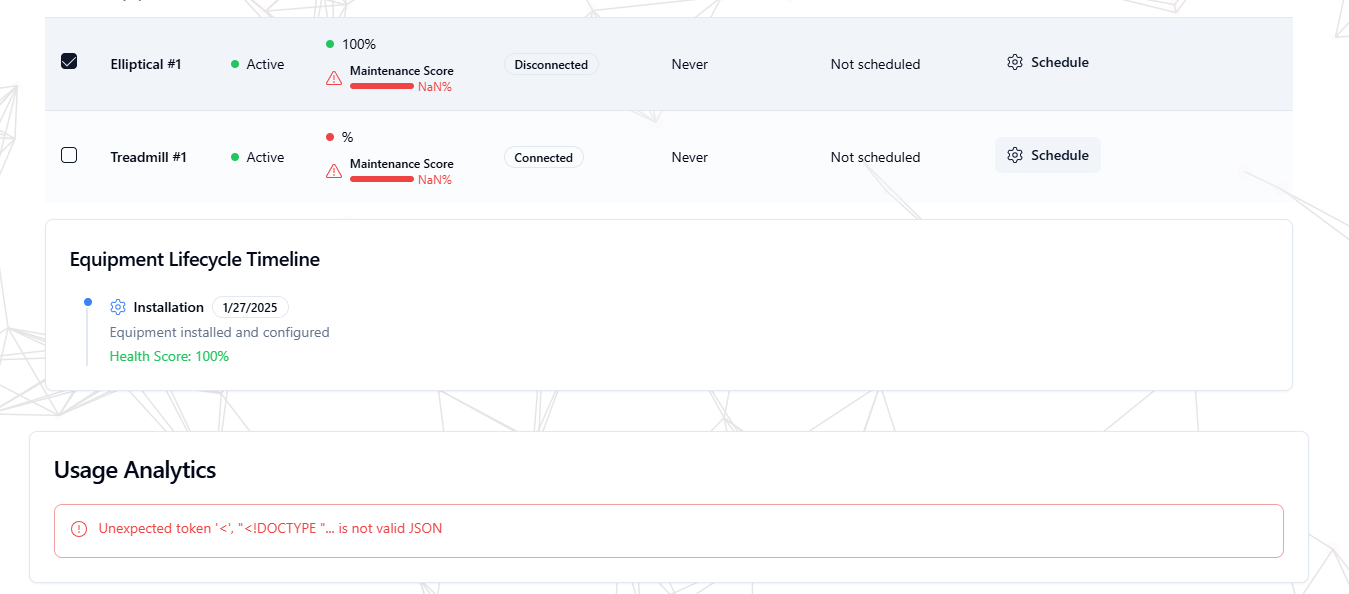 Elliptical #1
Active
100%
Maintenance Score
NaN%
Disconnected
Never
Not scheduled
Schedule
Treadmill #1
Active
%
Maintenance Score
NaN%
Connected
Never
Not scheduled
Schedule
Equipment Lifecycle Timeline
Installation 1/27/2025
Equipment installed and configured
Health Score: 100%
Usage Analytics
Unexpected token '<', "<!DOCTYPE "... is not valid JSON